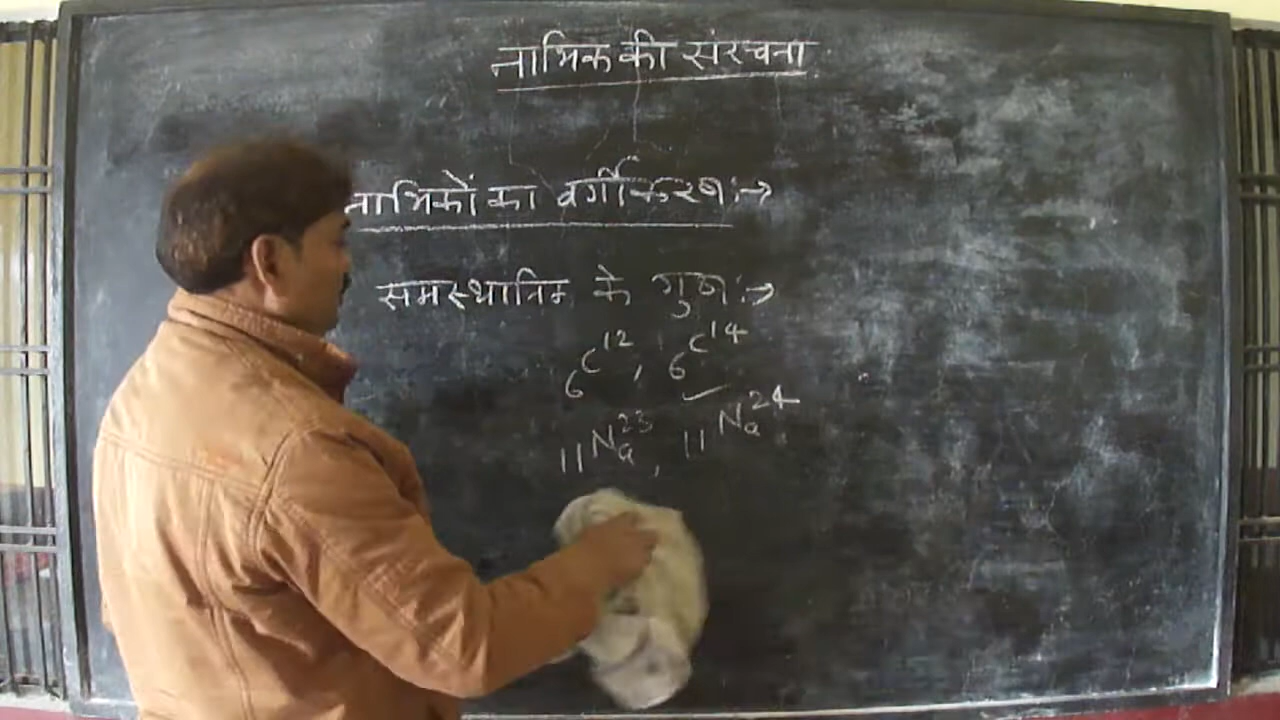 नाभिक की संरचना
नाभिकों का वर्गीकरण:→
समस्थानिक के गुण:→
₆C¹², ₆C¹⁴
₁₁Na²³, ₁₁Na²⁴